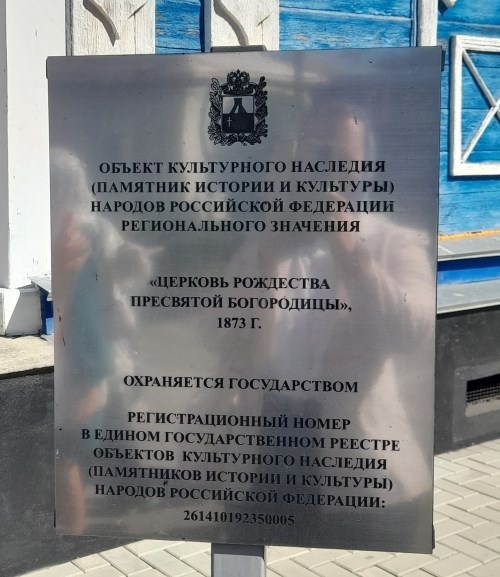 ОБЪЕКТ КУЛЬТУРНОГО НАСЛЕДИЯ
(ПАМЯТНИК ИСТОРИИ И КУЛЬТУРЫ)
НАРОДОВ РОССИЙСКОЙ ФЕДЕРАЦИИ
РЕГИОНАЛЬНОГО ЗНАЧЕНИЯ
«ЦЕРКОВЬ РОЖДЕСТВА
ПРЕСВЯТОЙ БОГОРОДИЦЫ»,
1873 Г.
ОХРАНЯЕТСЯ ГОСУДАРСТВОМ
РЕГИСТРАЦИОННЫЙ НОМЕР
В ЕДИНОМ ГОСУДАРСТВЕННОМ РЕЕСТРЕ
ОБЪЕКТОВ КУЛЬТУРНОГО НАСЛЕДИЯ
(ПАМЯТНИКОВ ИСТОРИИ И КУЛЬТУРЫ)
НАРОДОВ РОССИЙСКОЙ ФЕДЕРАЦИИ:
261410192350005